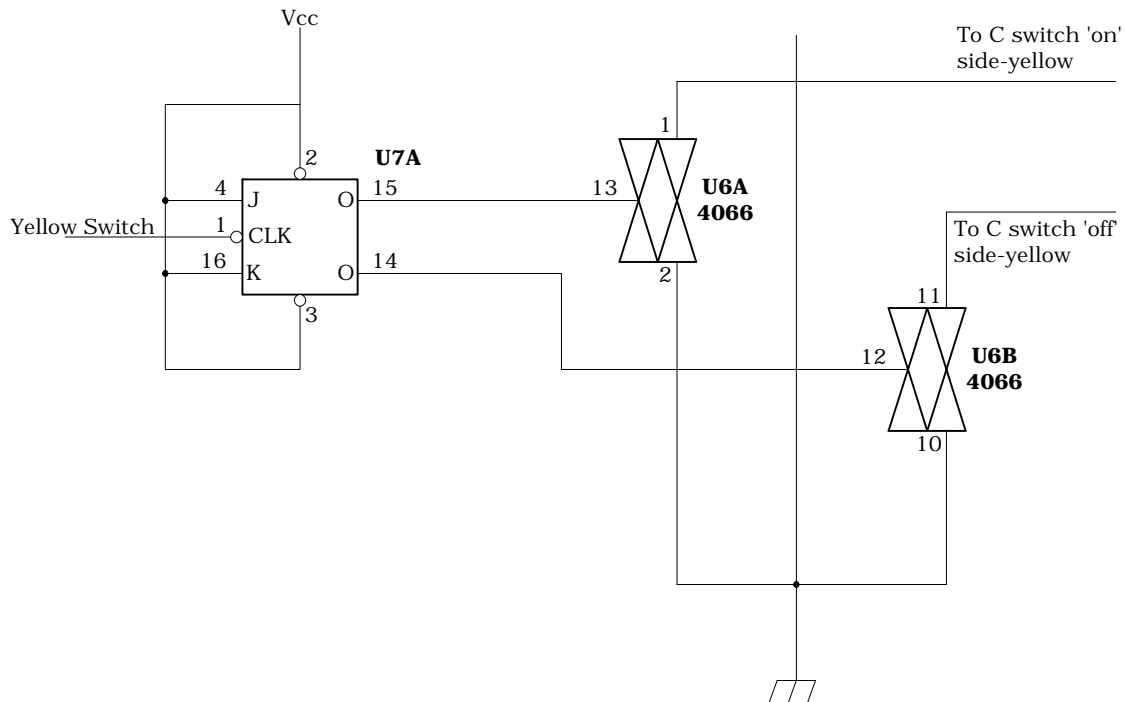 Vcc
To C switch 'on'
side-yellow
1
2
U7A
4
J
O
15
13
U6A
4066
Yellow Switch
1
CLK
To C switch 'off'
side-yellow
16
K
O
14
2
3
11
12
U6B
4066
10